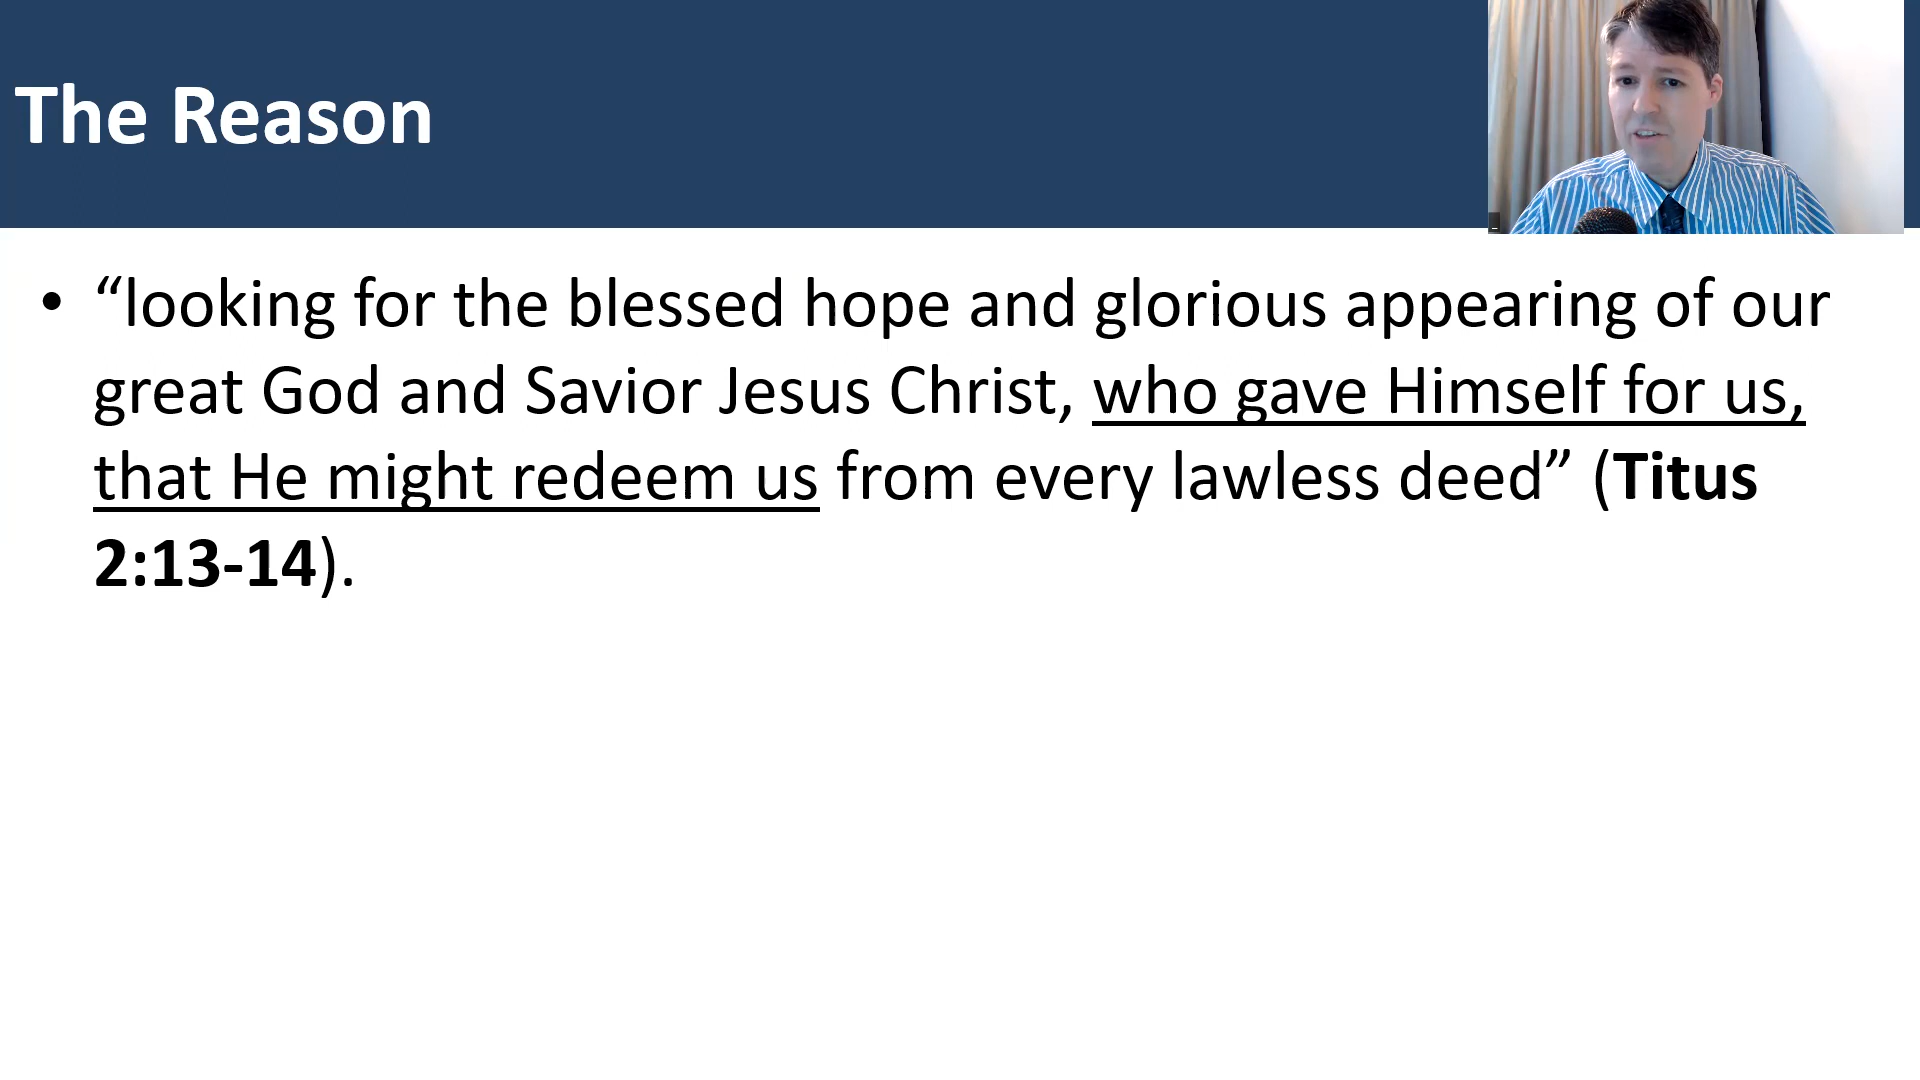 The Reason
• “looking for the blessed hope and glorious appearing of our
great God and Savior Jesus Christ, who gave Himself for us,
that He might redeem us from every lawless deed” (Titus
2:13-14).